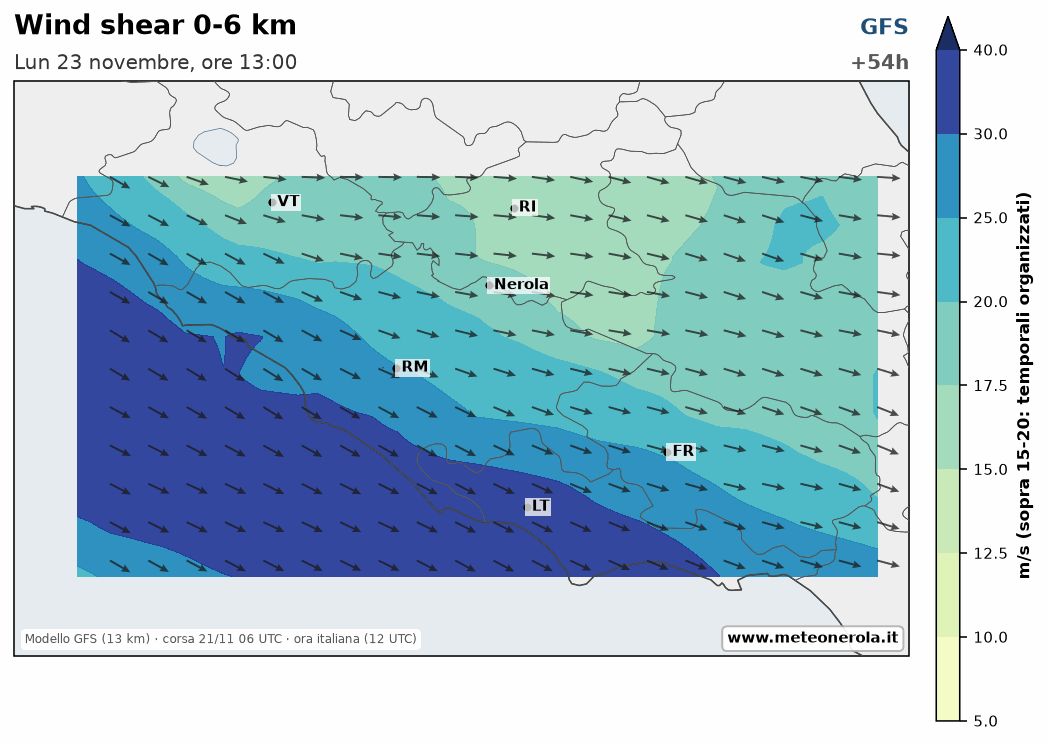 Wind shear 0-6 km
GFS
Lun 23 novembre, ore 13:00
+54h
VT
RI
Nerola
RM
FR
LT
40.0
30.0
25.0
20.0
17.5
15.0
12.5
10.0
5.0
m/s (sopra 15-20: temporali organizzati)
Modello GFS (13 km) · corsa 21/11 06 UTC · ora italiana (12 UTC)
www.meteonerola.it